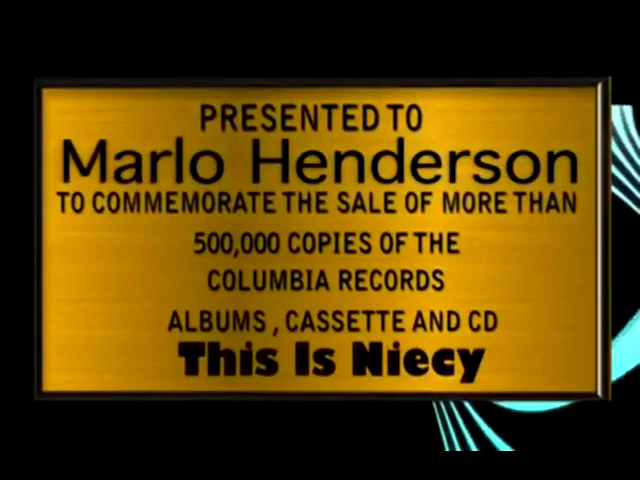 PRESENTED TO
Marlo Henderson
TO COMMEMORATE THE SALE OF MORE THAN
500,000 COPIES OF THE
COLUMBIA RECORDS
ALBUMS, CASSETTE AND CD
This Is Niecy